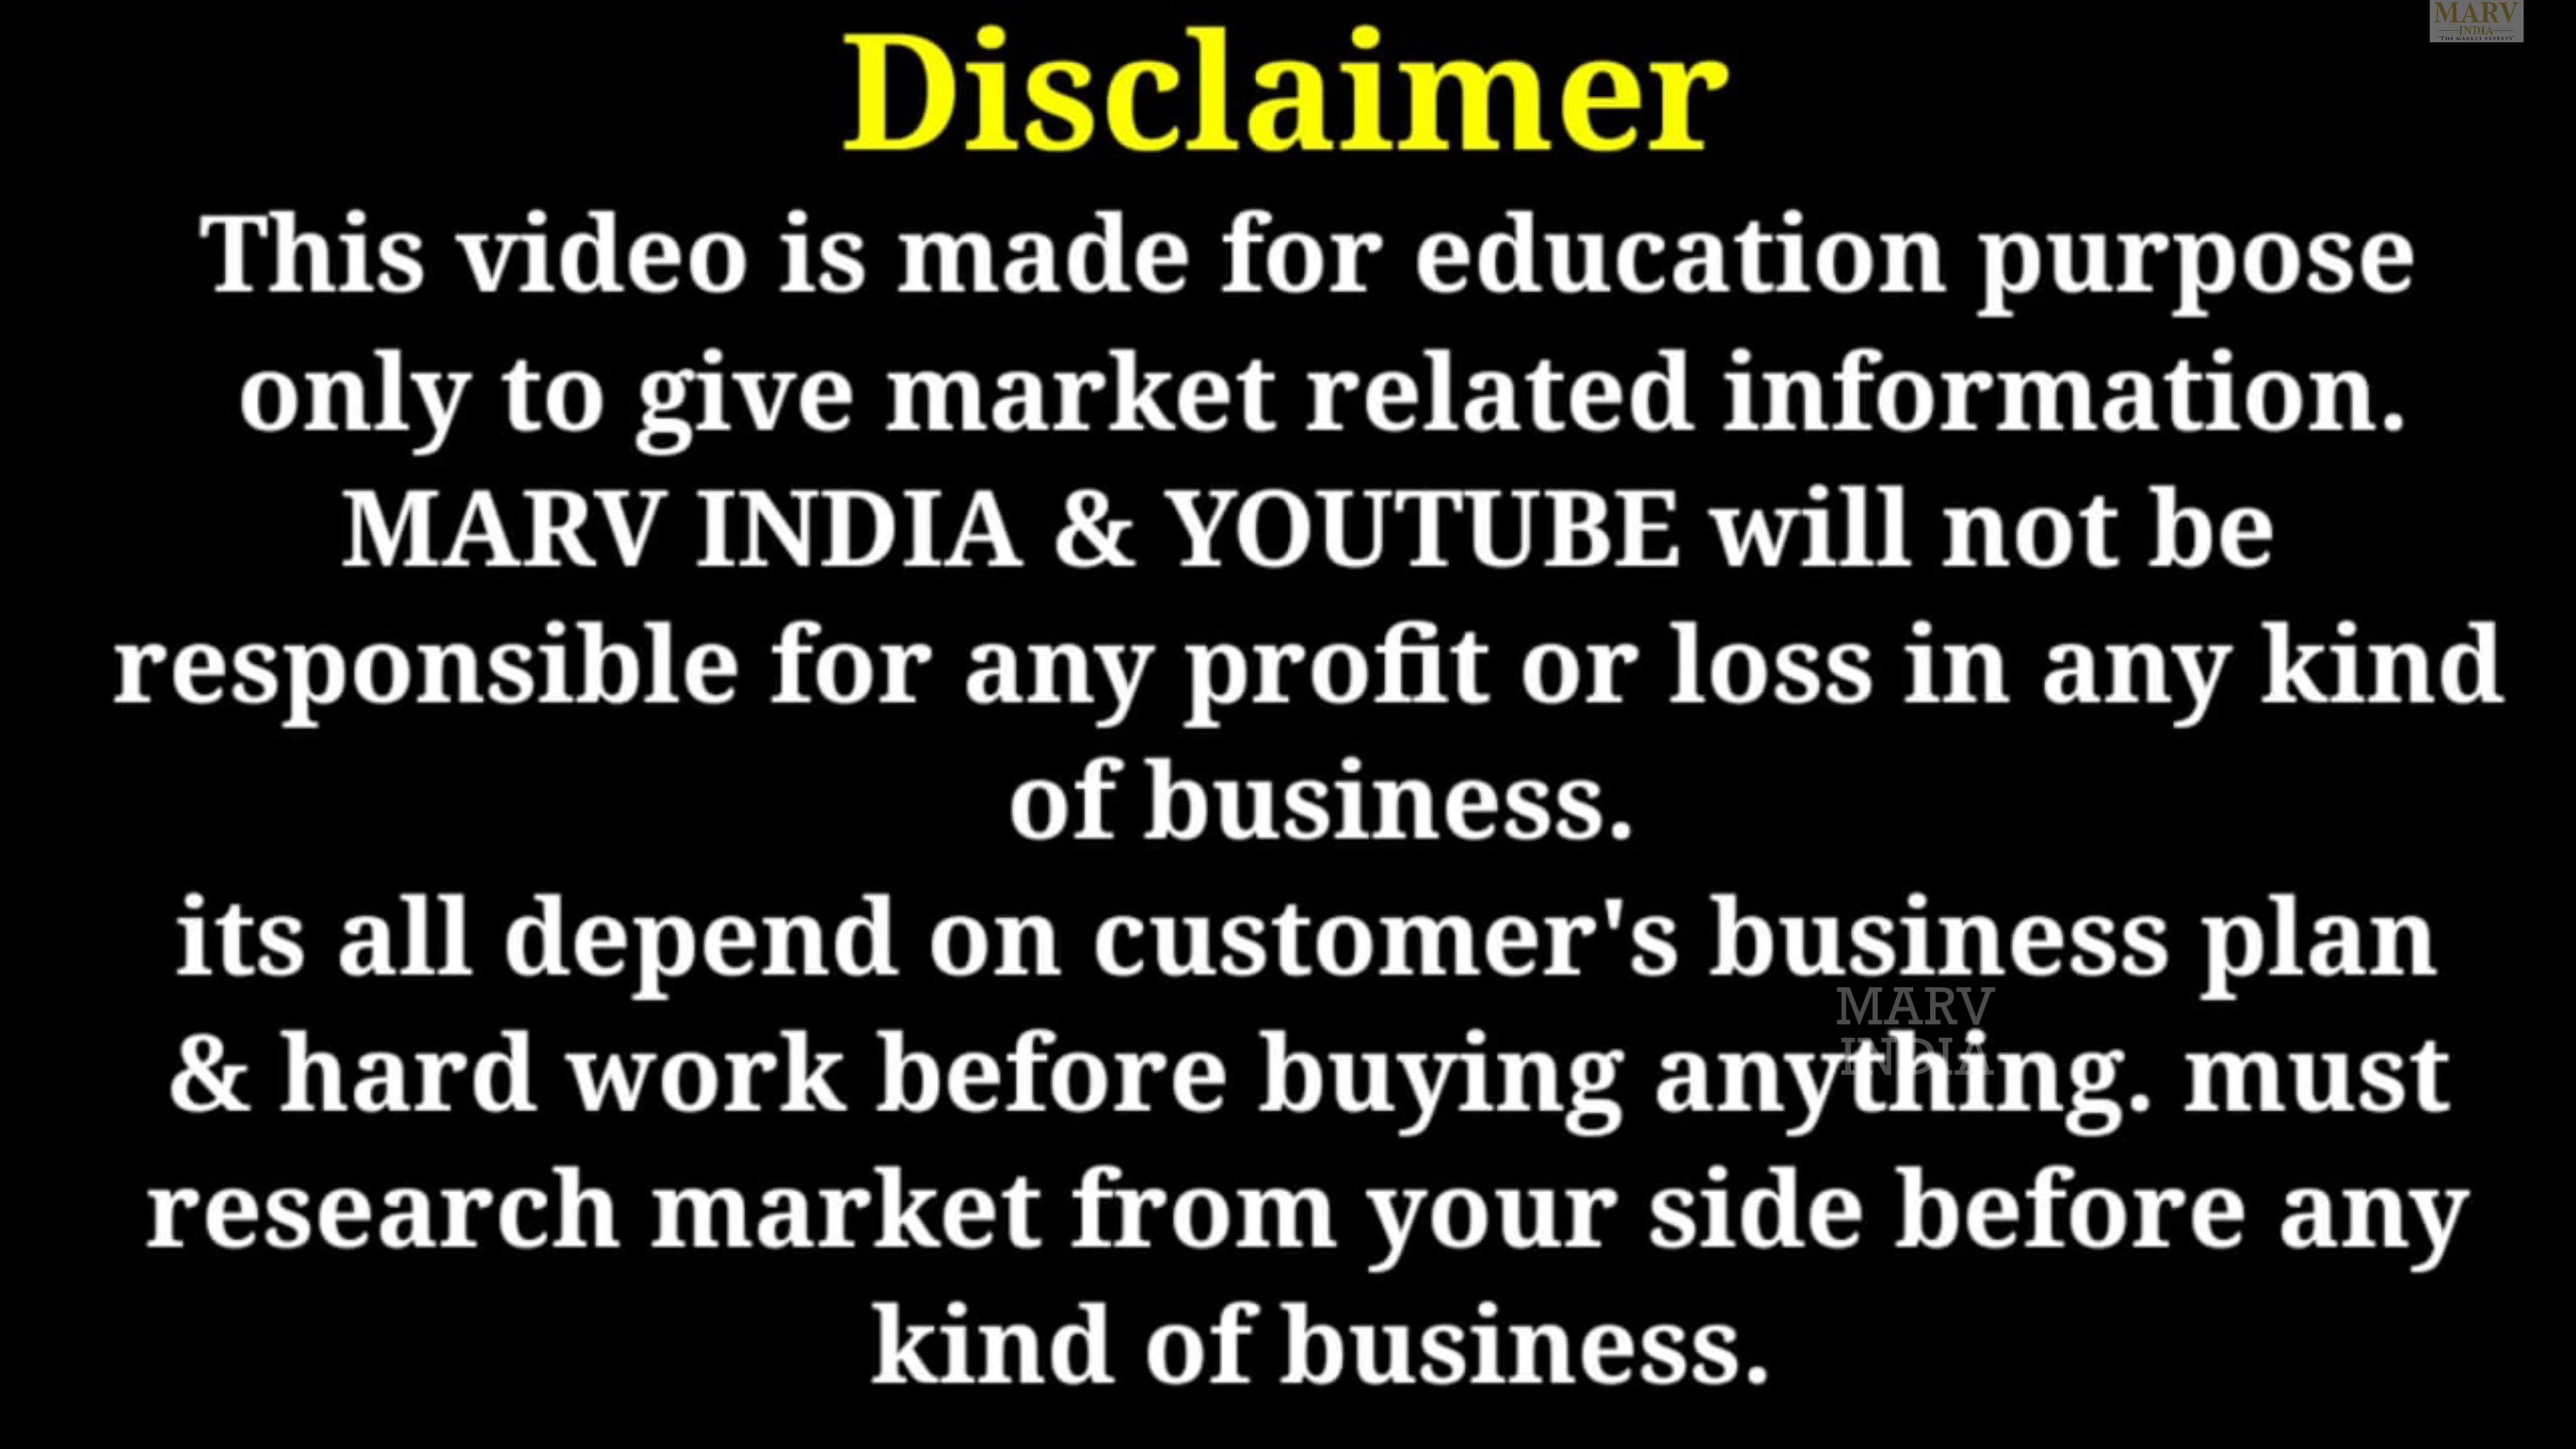 MARV
INDIA
"THE MARKET EXPERTS"
Disclaimer
This video is made for education purpose
only to give market related information.
MARV INDIA & YOUTUBE will not be
responsible for any profit or loss in any kind
of business.
its all depend on customer's business plan
MARV
INDIA
& hard work before buying anything. must
research market from your side before any
kind of business.